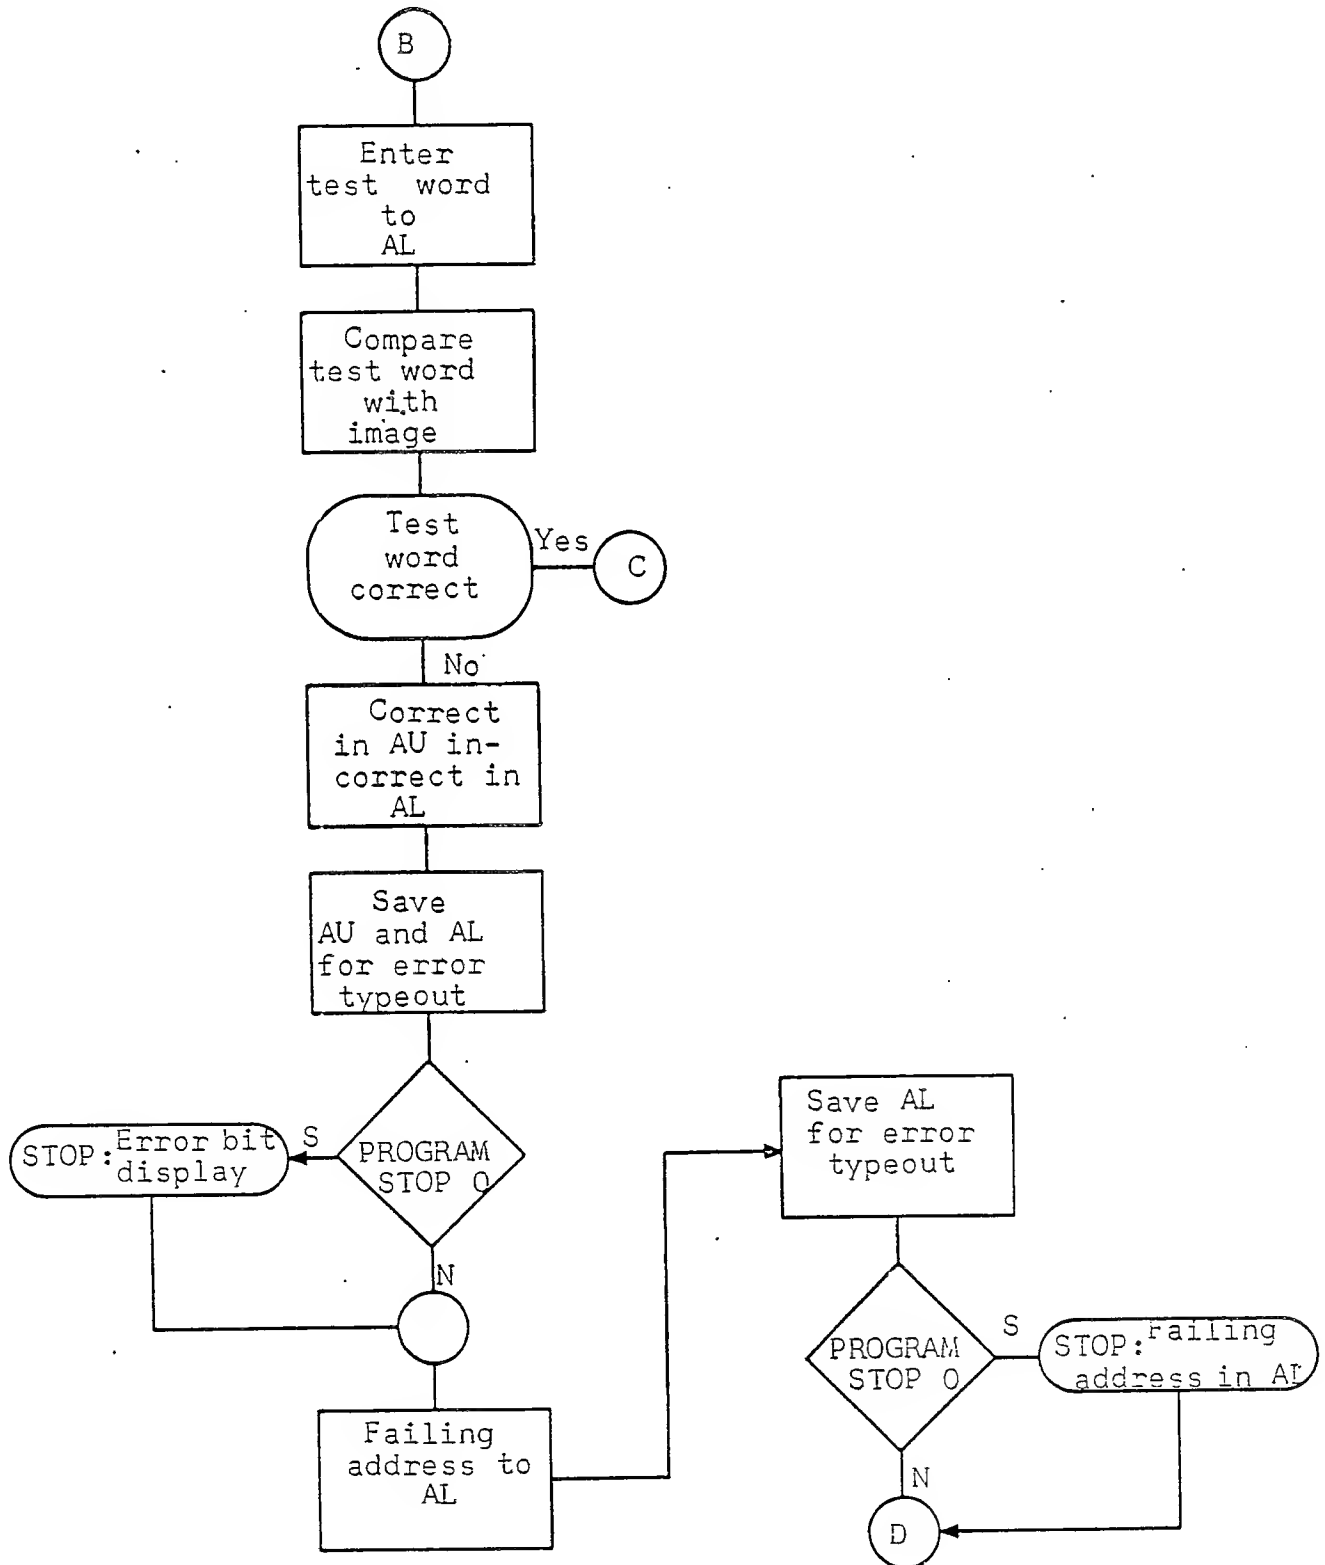 B
Enter
test word
to
AL
Compare
test word
with
image
Test
word
correct
Yes
C
No
Correct
in AU in-
correct in
AL
Save
AU and AL
for error
typeout
PROGRAM
STOP 0
S
STOP: Error bit
display
N
Failing
address to
AL
Save AL
for error
typeout
PROGRAM
STOP 0
S
STOP: Failing
address in AL
N
D